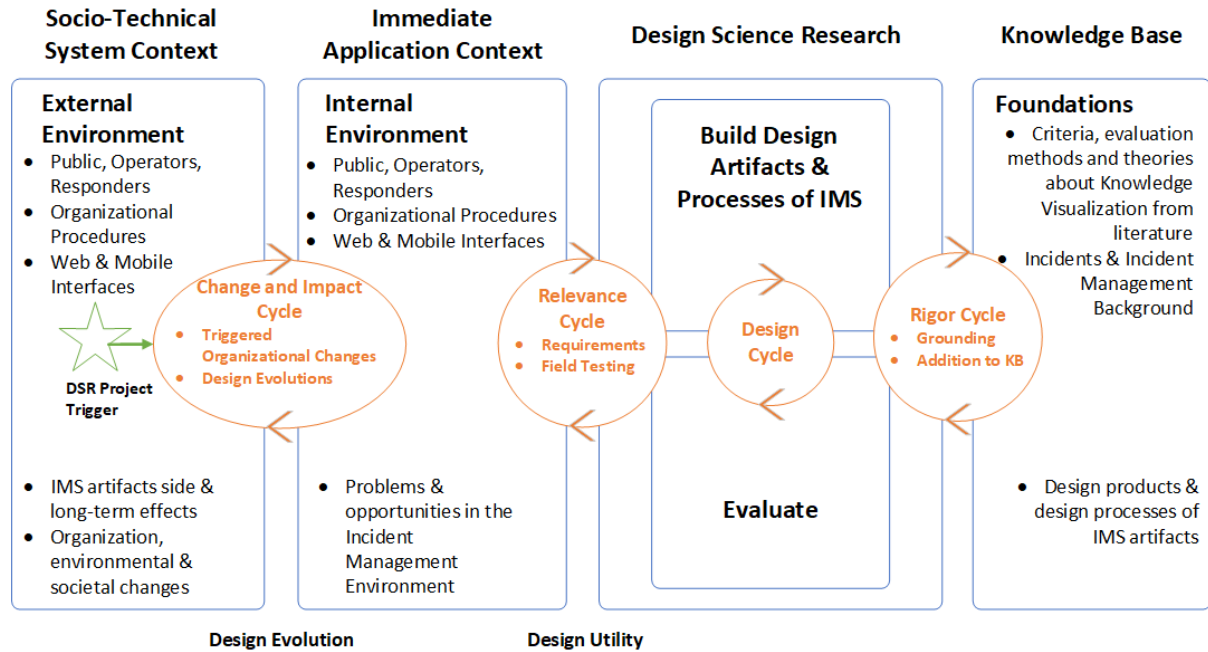 Socio-Technical
System Context
Immediate
Application Context
Design Science Research
Knowledge Base
External
Environment
● Public, Operators,
Responders
● Organizational
Procedures
● Web & Mobile
Interfaces
Internal
Environment
● Public, Operators,
Responders
● Organizational Procedures
● Web & Mobile Interfaces
Build Design
Artifacts &
Processes of IMS
Foundations
● Criteria, evaluation
methods and theories
about Knowledge
Visualization from
literature
● Incidents & Incident
Management
Background
DSR Project
Trigger
Change and Impact
Cycle
● Triggered
Organizational Changes
● Design Evolutions
Relevance
Cycle
● Requirements
● Field Testing
Design
Cycle
Rigor Cycle
● Grounding
● Addition to KB
● IMS artifacts side &
long-term effects
● Organization,
environmental &
societal changes
● Problems &
opportunities in the
Incident
Management
Environment
Evaluate
● Design products &
design processes of
IMS artifacts
Design Evolution
Design Utility